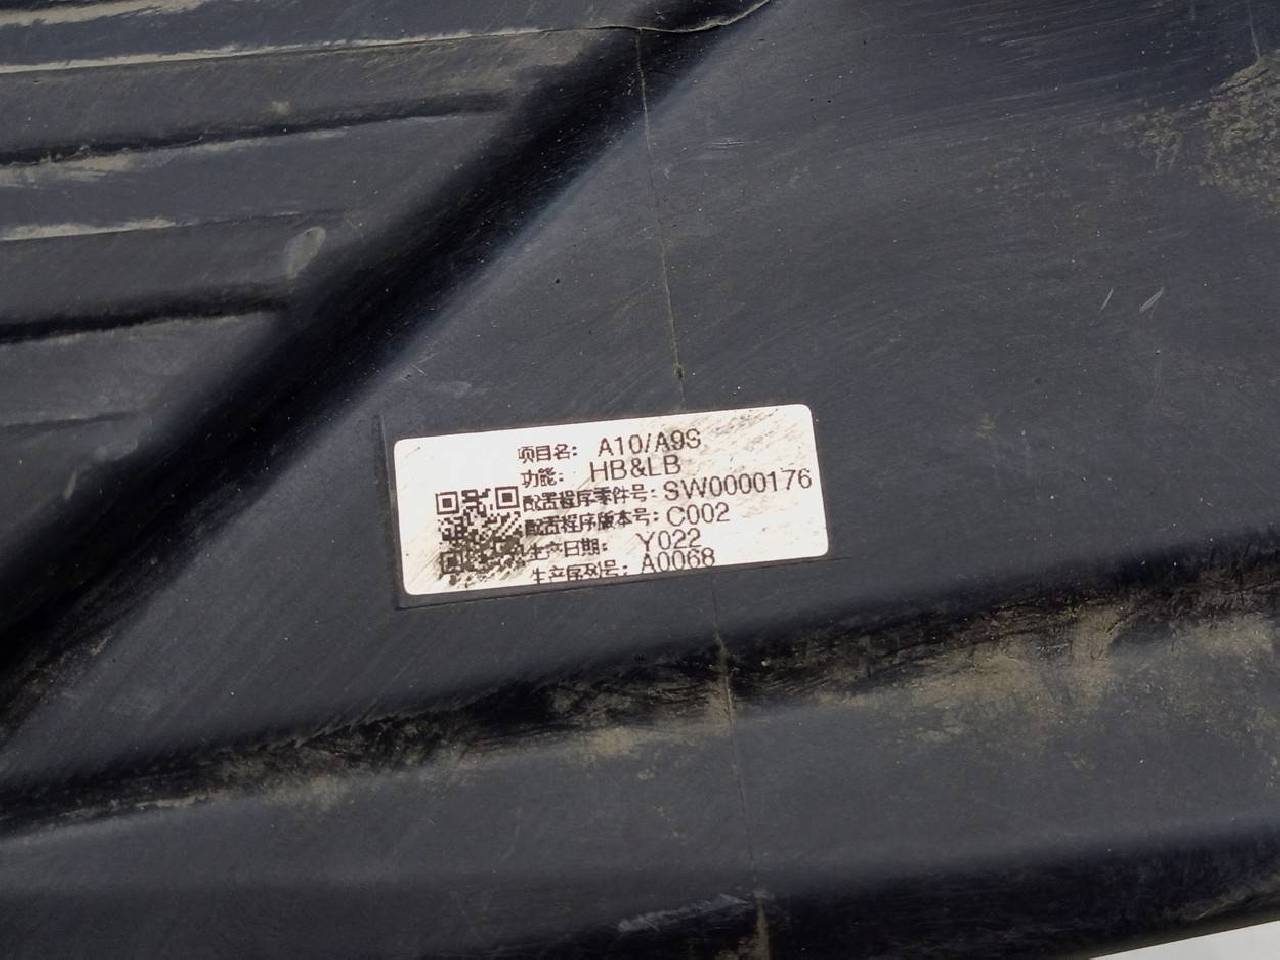 项目名: A10/A9S
功能: HB&LB
配置程序零件号: SW0000176
配置程序版本号: C002
生产日期: Y022
生产序列号: A0068